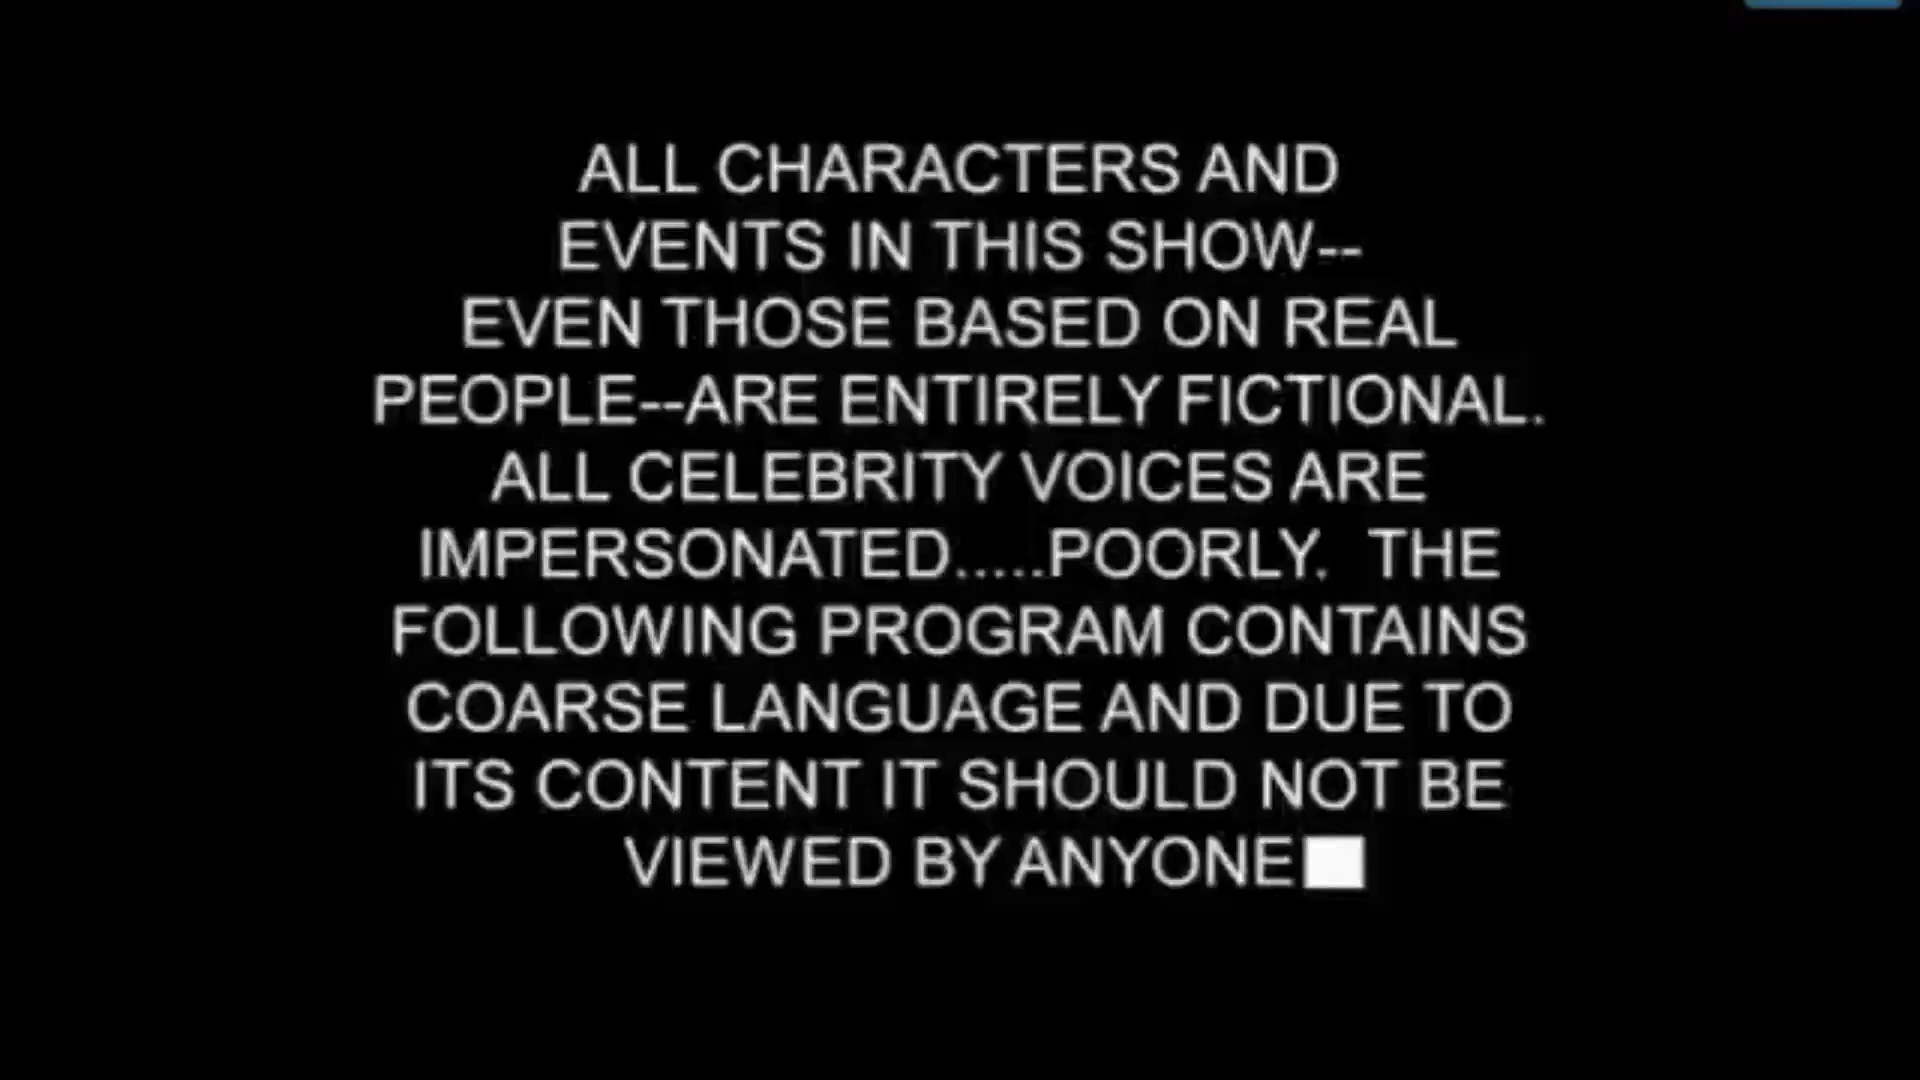 ALL CHARACTERS AND
EVENTS IN THIS SHOW--
EVEN THOSE BASED ON REAL
PEOPLE--ARE ENTIRELY FICTIONAL.
ALL CELEBRITY VOICES ARE
IMPERSONATED.....POORLY.  THE
FOLLOWING PROGRAM CONTAINS
COARSE LANGUAGE AND DUE TO
ITS CONTENT IT SHOULD NOT BE
VIEWED BY ANYONE